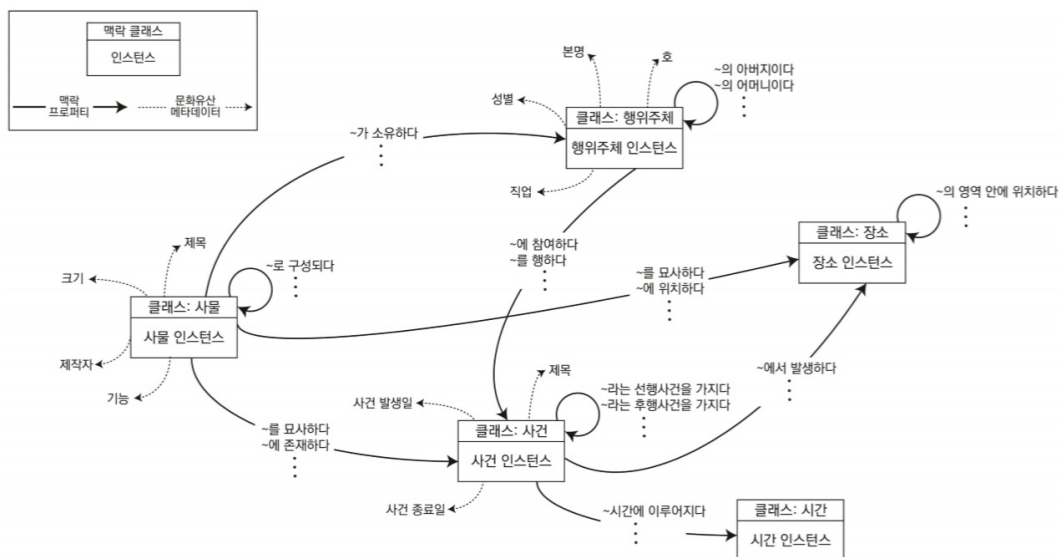 맥락 클래스
인스턴스
맥락
프로퍼티
문화유산
메타데이터
본명
호
~의 아버지이다
~의 어머니이다
성별
클래스: 행위주체
행위주체 인스턴스
~가 소유하다
직업
~의 영역 안에 위치하다
클래스: 장소
장소 인스턴스
~에 참여하다
~를 행하다
제목
~로 구성되다
~를 묘사하다
~에 위치하다
크기
클래스: 사물
사물 인스턴스
제작자
기능
~에서 발생하다
제목
~라는 선행사건을 가지다
~라는 후행사건을 가지다
사건 발생일
~를 묘사하다
~에 존재하다
클래스: 사건
사건 인스턴스
사건 종료일
~시간에 이루어지다
클래스: 시간
시간 인스턴스